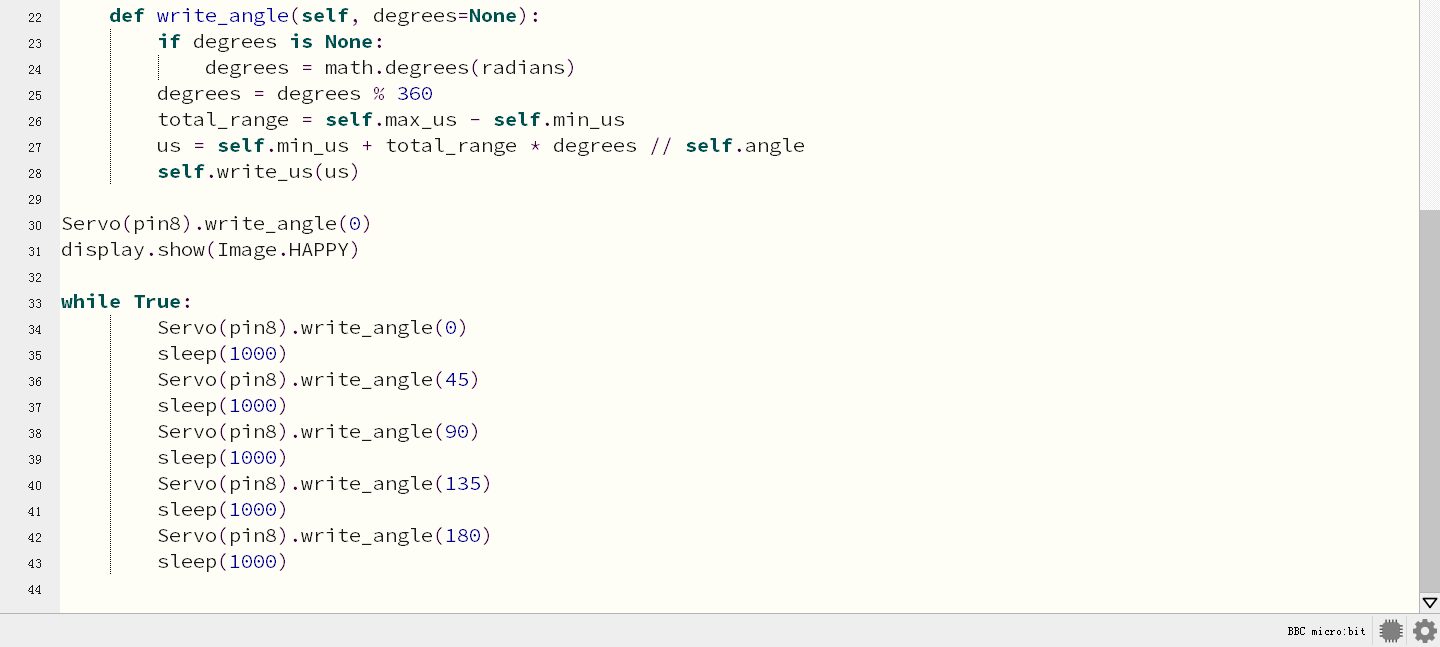 22     def write_angle(self, degrees=None):
23         if degrees is None:
24             degrees = math.degrees(radians)
25         degrees = degrees % 360
26         total_range = self.max_us - self.min_us
27         us = self.min_us + total_range * degrees // self.angle
28         self.write_us(us)
29
30 Servo(pin8).write_angle(0)
31 display.show(Image.HAPPY)
32
33 while True:
34         Servo(pin8).write_angle(0)
35         sleep(1000)
36         Servo(pin8).write_angle(45)
37         sleep(1000)
38         Servo(pin8).write_angle(90)
39         sleep(1000)
40         Servo(pin8).write_angle(135)
41         sleep(1000)
42         Servo(pin8).write_angle(180)
43         sleep(1000)
44
BBC micro:bit